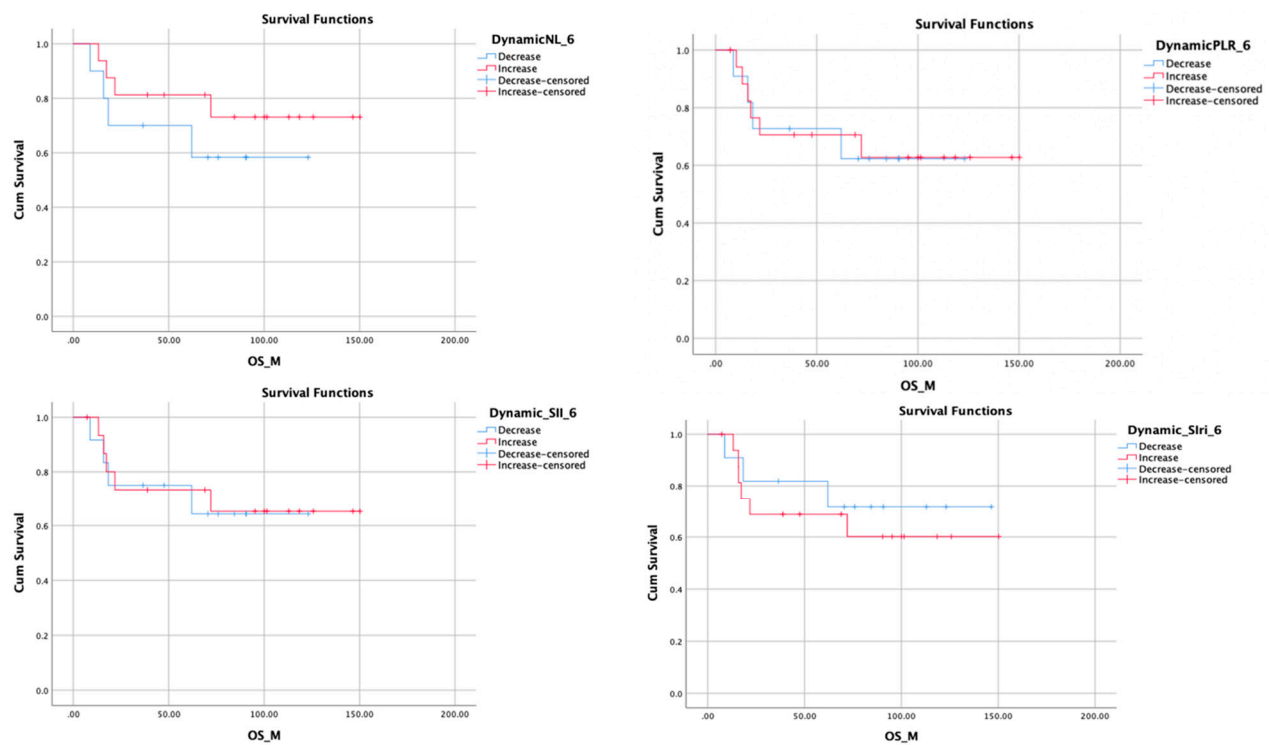 Survival Functions
DynamicNL_6
Decrease
Increase
Decrease-censored
Increase-censored
Cum Survival
1.0
0.8
0.6
0.4
0.2
0.0
.00 50.00 100.00 150.00 200.00
OS_M
Survival Functions
DynamicPLR_6
Decrease
Increase
Decrease-censored
Increase-censored
Cum Survival
1.0
0.8
0.6
0.4
0.2
0.0
.00 50.00 100.00 150.00 200.00
OS_M
Survival Functions
Dynamic_SII_6
Decrease
Increase
Decrease-censored
Increase-censored
Cum Survival
1.0
0.8
0.6
0.4
0.2
0.0
.00 50.00 100.00 150.00 200.00
OS_M
Survival Functions
Dynamic_SIri_6
Decrease
Increase
Decrease-censored
Increase-censored
Cum Survival
1.0
0.8
0.6
0.4
0.2
0.0
.00 50.00 100.00 150.00 200.00
OS_M